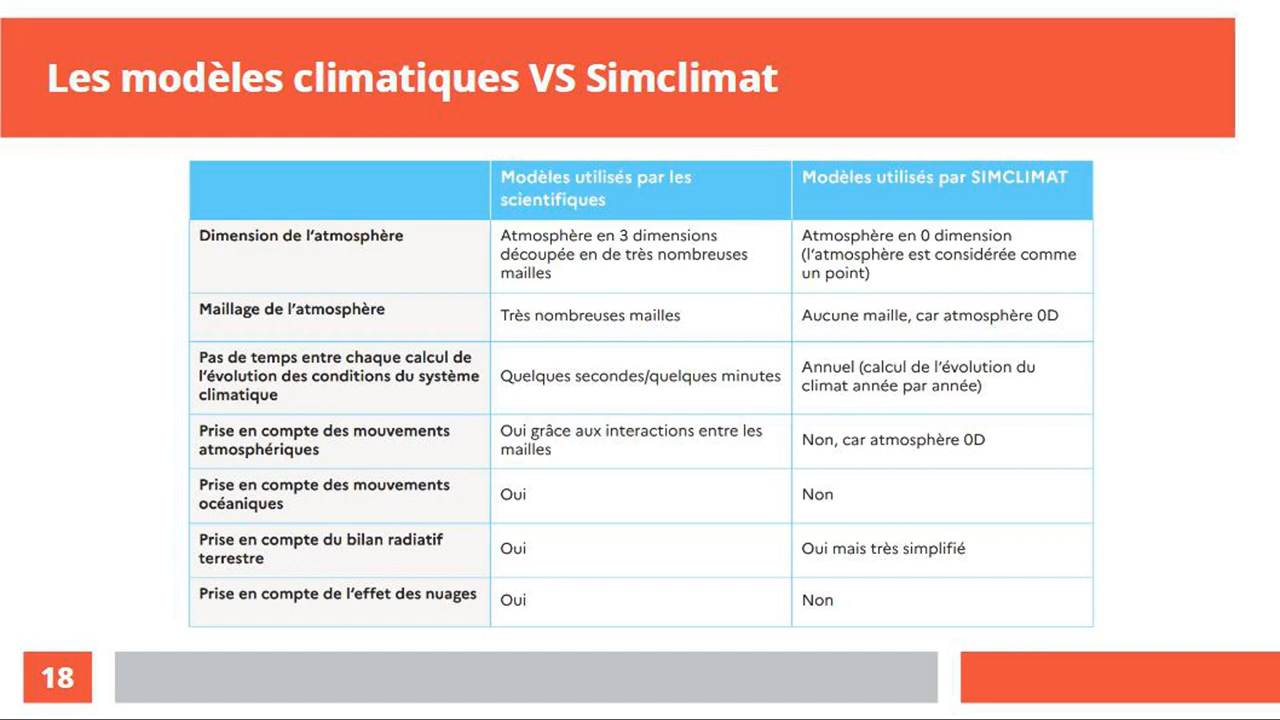 Les modèles climatiques VS Simclimat
Modèles utilisés par les
scientifiques
Modèles utilisés par SIMCLIMAT
Dimension de l'atmosphère
Atmosphère en 3 dimensions
découpée en de très nombreuses
mailles
Atmosphère en 0 dimension
(l'atmosphère est considérée comme
un point)
Maillage de l'atmosphère
Très nombreuses mailles
Aucune maille, car atmosphère 0D
Pas de temps entre chaque calcul de
l'évolution des conditions du système
climatique
Quelques secondes/quelques minutes
Annuel (calcul de l'évolution du
climat année par année)
Prise en compte des mouvements
atmosphériques
Oui grâce aux interactions entre les
mailles
Non, car atmosphère 0D
Prise en compte des mouvements
océaniques
Oui
Non
Prise en compte du bilan radiatif
terrestre
Oui
Oui mais très simplifié
Prise en compte de l'effet des nuages
Oui
Non
18